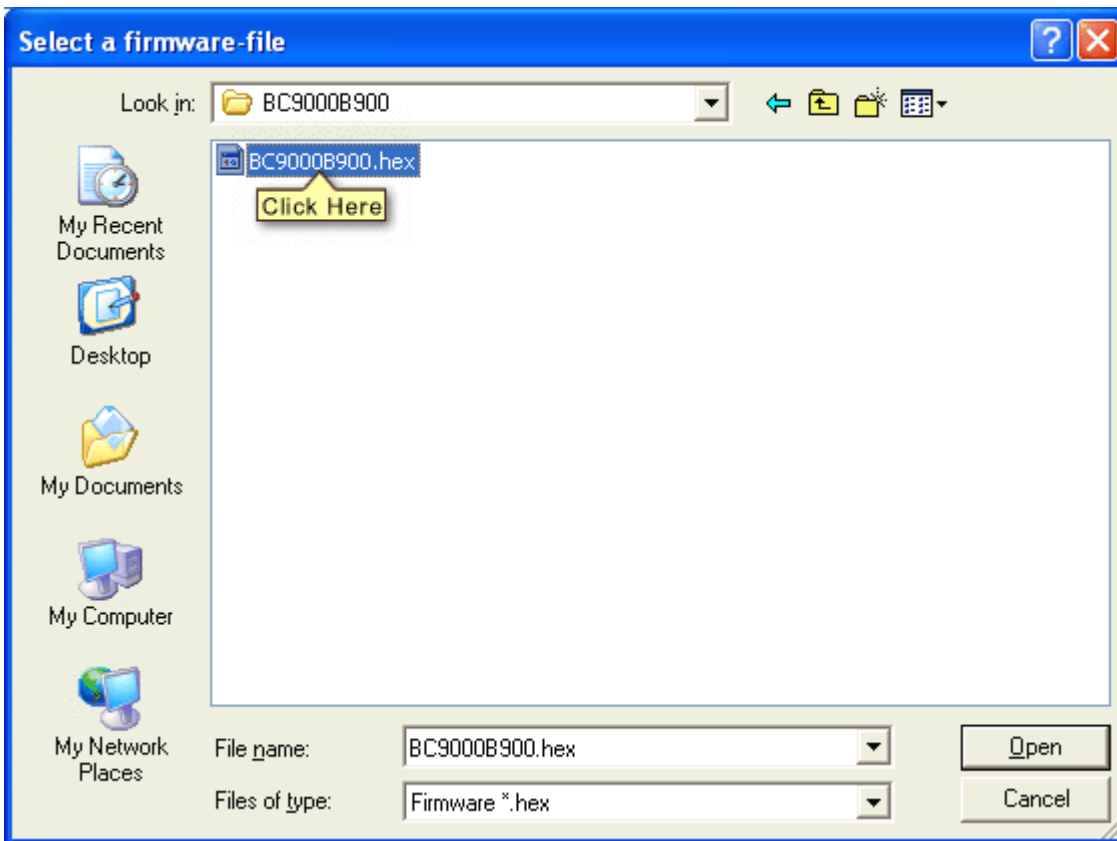 Select a firmware-file
Look in:
BC9000B900
BC9000B900.hex
Click Here
My Recent
Documents
Desktop
My Documents
My Computer
My Network
Places
File name:
BC9000B900.hex
Open
Files of type:
Firmware *.hex
Cancel